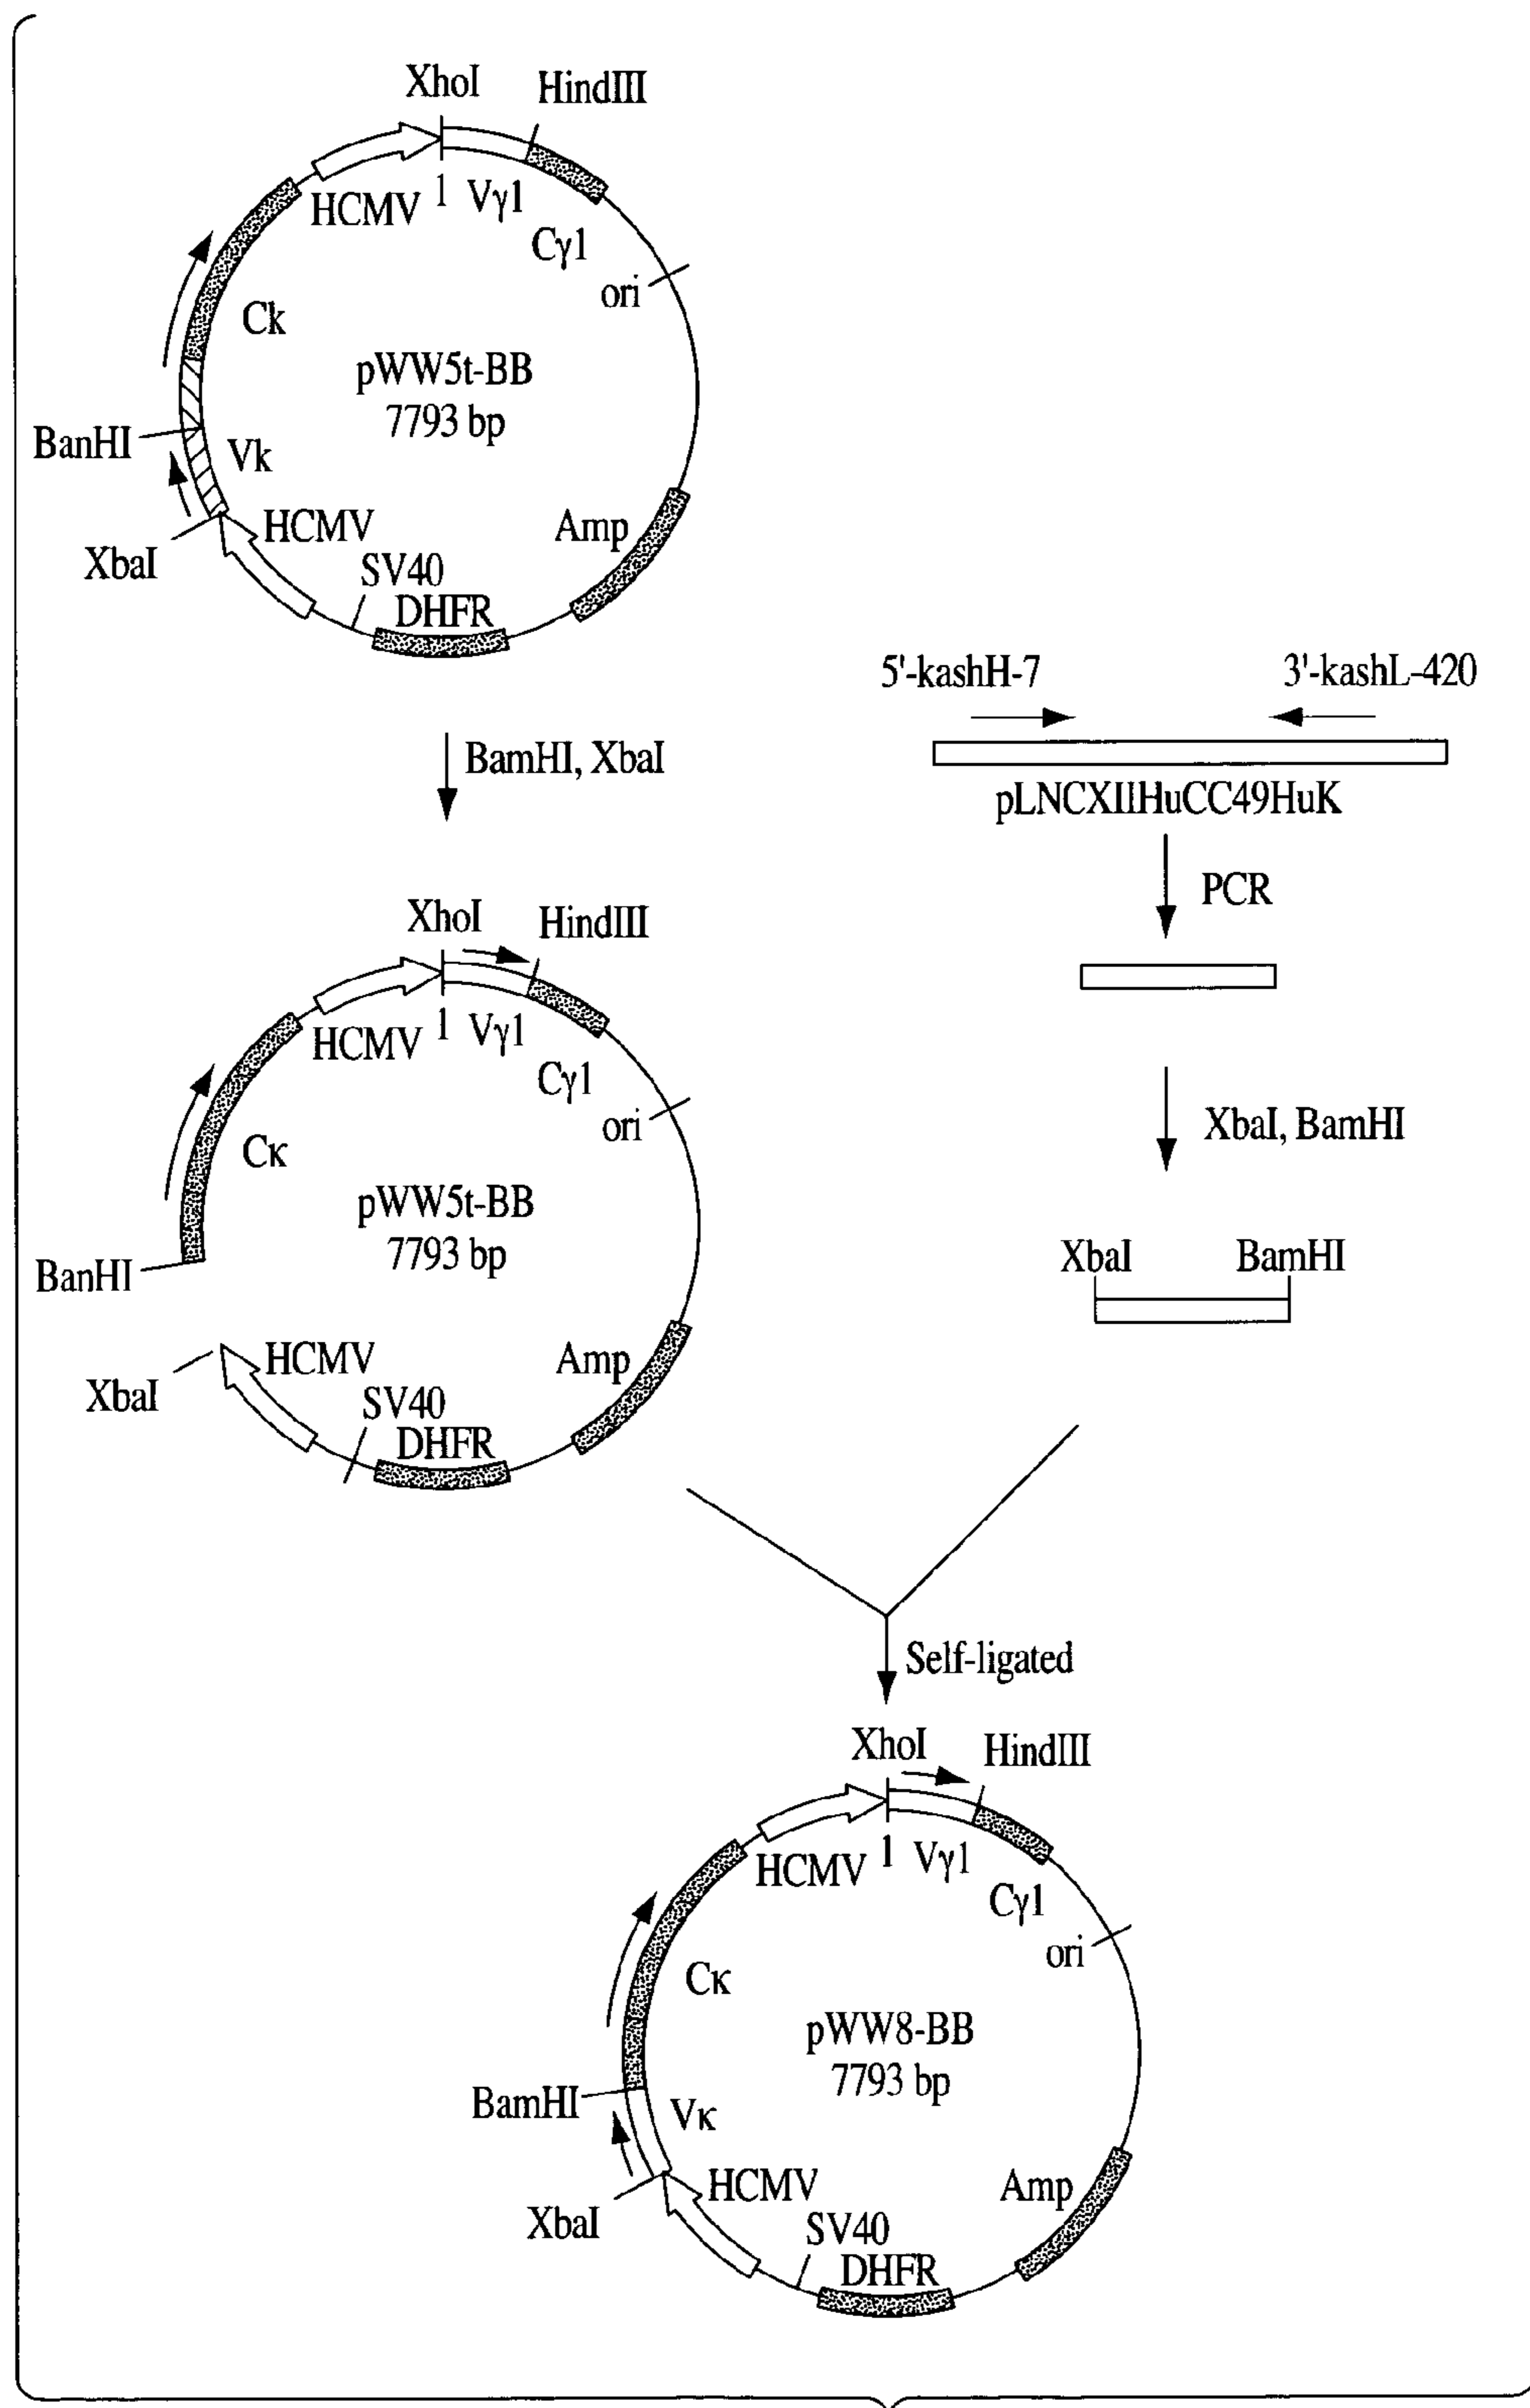 XhoI
HindIII
HCMV
1
Vγ1
Cγ1
ori
Ck
pWW5t-BB
7793 bp
BanHI
Vk
HCMV
XbaI
SV40
DHFR
Amp
BamHI, XbaI
5'-kashH-7
3'-kashL-420
pLNCXIIHuCC49HuK
PCR
XbaI, BamHI
XbaI
BamHI
XhoI
HindIII
HCMV
1
Vγ1
Cγ1
ori
Cκ
pWW5t-BB
7793 bp
BanHI
XbaI
HCMV
SV40
DHFR
Amp
Self-ligated
XhoI
HindIII
HCMV
1
Vγ1
Cγ1
ori
Cκ
pWW8-BB
7793 bp
BamHI
Vκ
HCMV
XbaI
SV40
DHFR
Amp